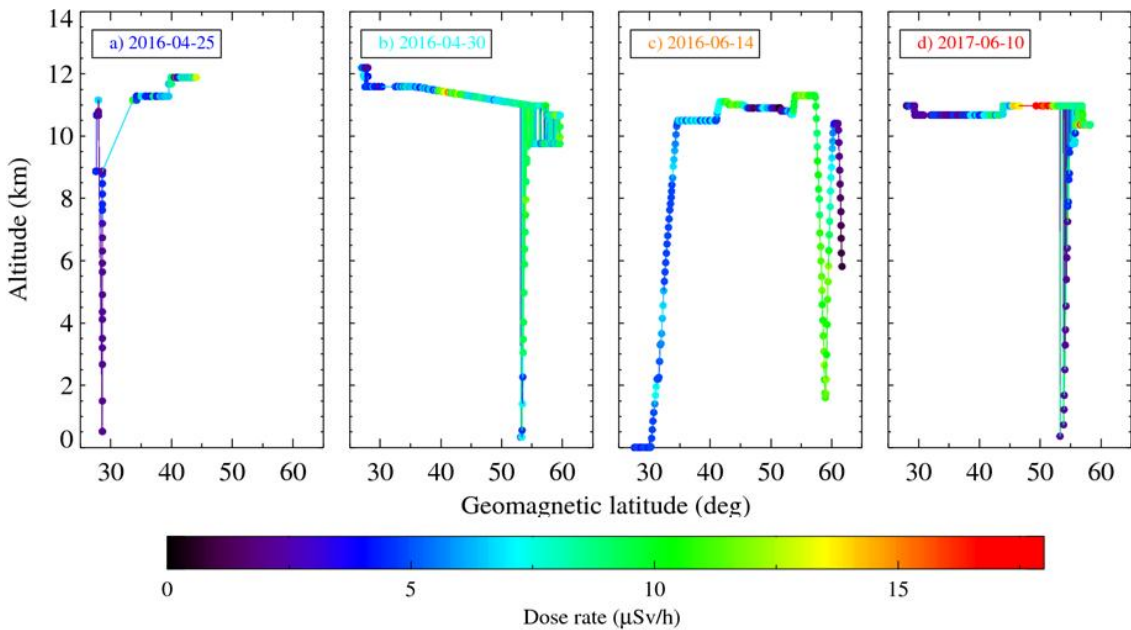 a) 2016-04-25
b) 2016-04-30
c) 2016-06-14
d) 2017-06-10
14
12
10
8
6
4
2
0
Altitude (km)
30 40 50 60
30 40 50 60
30 40 50 60
30 40 50 60
Geomagnetic latitude (deg)
0 5 10 15
Dose rate (μSv/h)